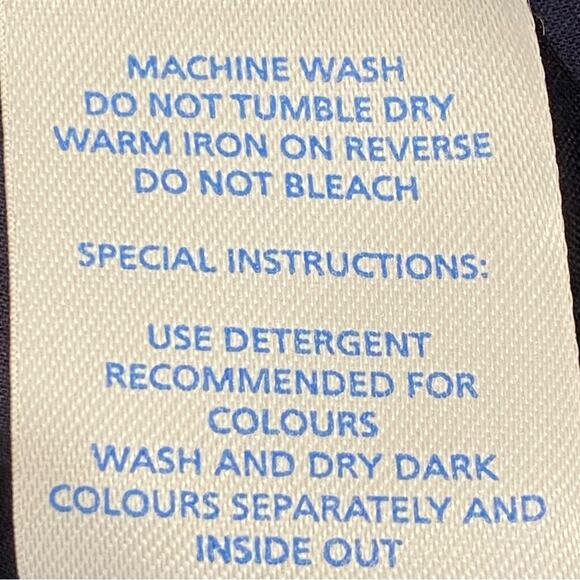 MACHINE WASH
DO NOT TUMBLE DRY
WARM IRON ON REVERSE
DO NOT BLEACH
SPECIAL INSTRUCTIONS:
USE DETERGENT
RECOMMENDED FOR
COLOURS
WASH AND DRY DARK
COLOURS SEPARATELY AND
INSIDE OUT